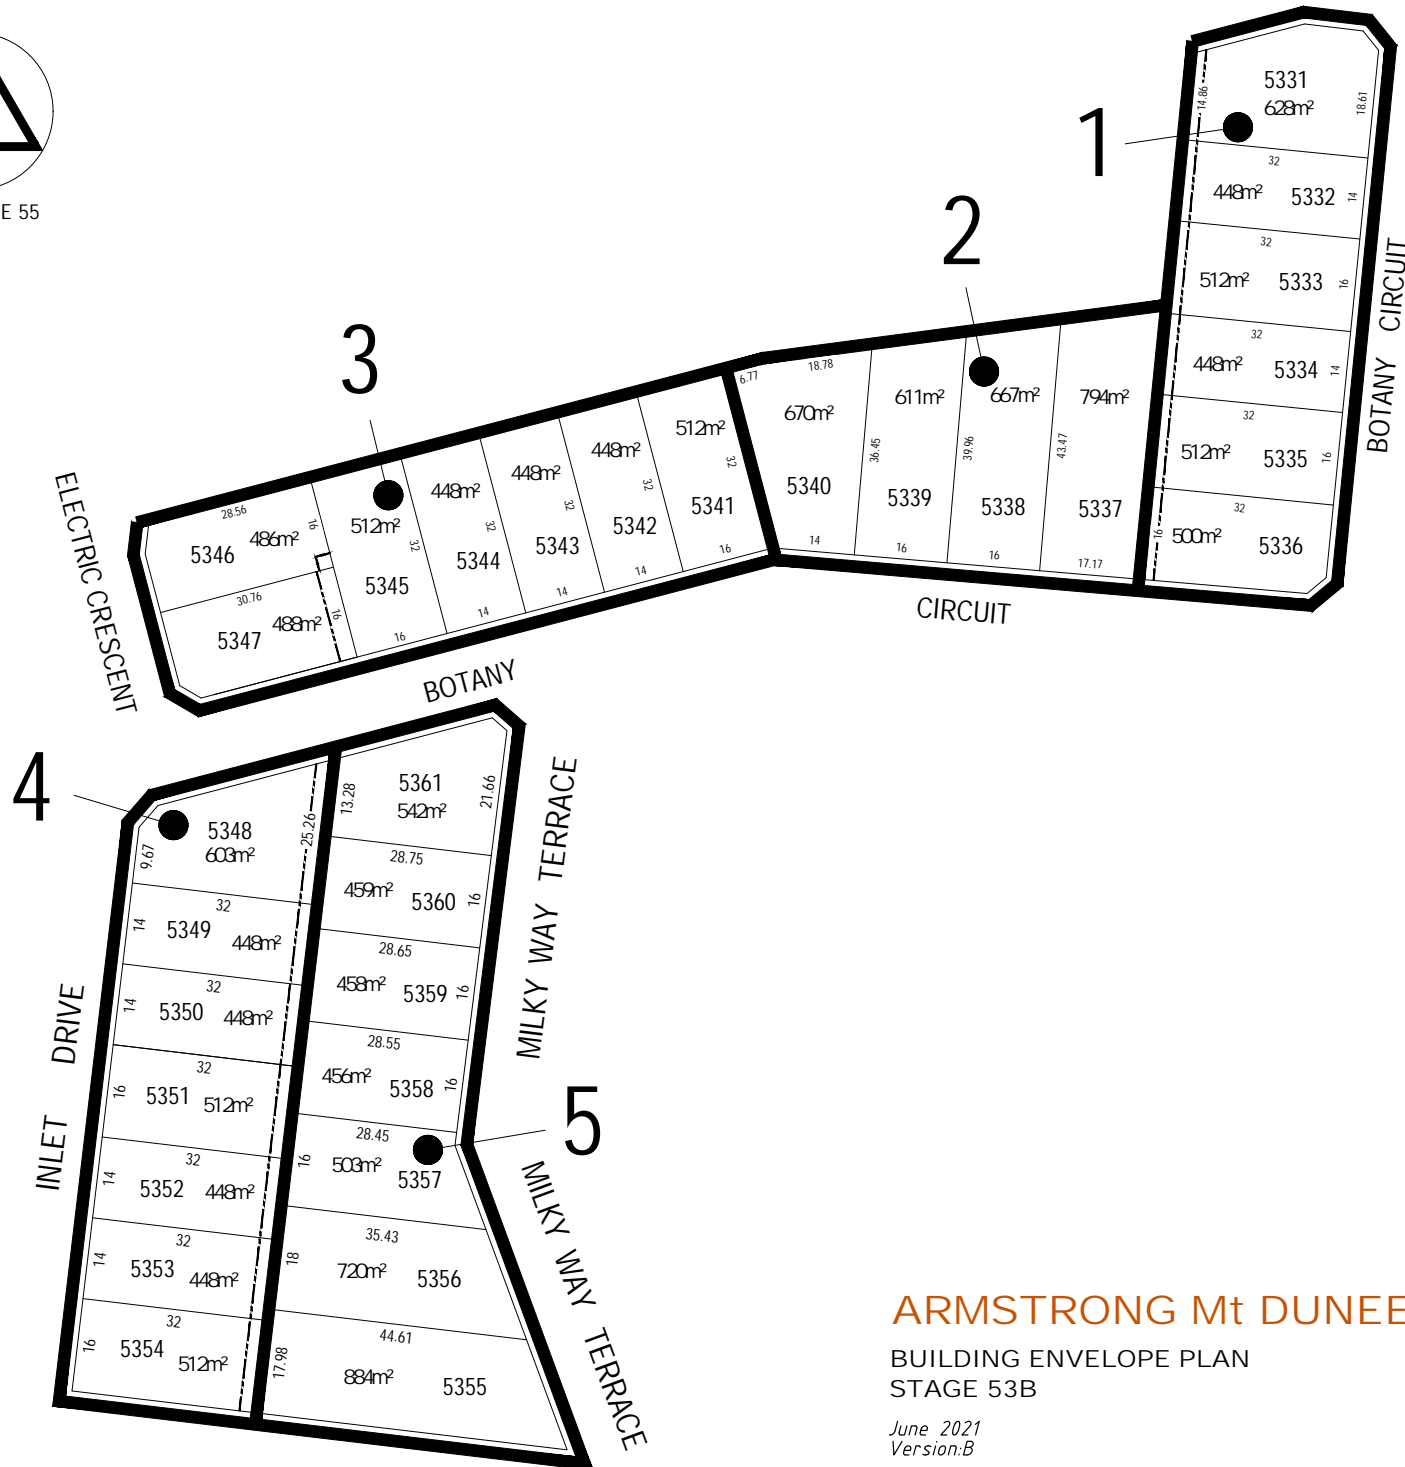 E 55
1
14.86
5331
628m²
18.61
32
448m²
5332
14
32
512m²
5333
16
32
448m²
5334
14
32
512m²
5335
16
32
16
500m²
5336
BOTANY CIRCUIT
2
6.77
18.78
670m²
5340
14
36.45
611m²
5339
16
39.96
667m²
5338
16
43.47
794m²
5337
17.17
CIRCUIT
3
512m²
32
5341
16
448m²
32
5342
14
448m²
32
5343
14
448m²
32
5344
14
512m²
32
5345
16
16
16
28.56
486m²
5346
30.76
488m²
5347
ELECTRIC CRESCENT
BOTANY
4
5348
603m²
9.67
25.26
32
14
5349
448m²
32
14
5350
448m²
32
16
5351
512m²
32
14
5352
448m²
32
14
5353
448m²
32
16
5354
512m²
INLET DRIVE
13.28
5361
542m²
21.66
28.75
459m²
5360
16
28.65
458m²
5359
16
28.55
456m²
5358
16
5
28.45
16
503m²
5357
35.43
18
720m²
5356
44.61
17.98
884m²
5355
MILKY WAY TERRACE
MILKY WAY TERRACE
ARMSTRONG Mt DUNEE
BUILDING ENVELOPE PLAN
STAGE 53B
June 2021
Version:B